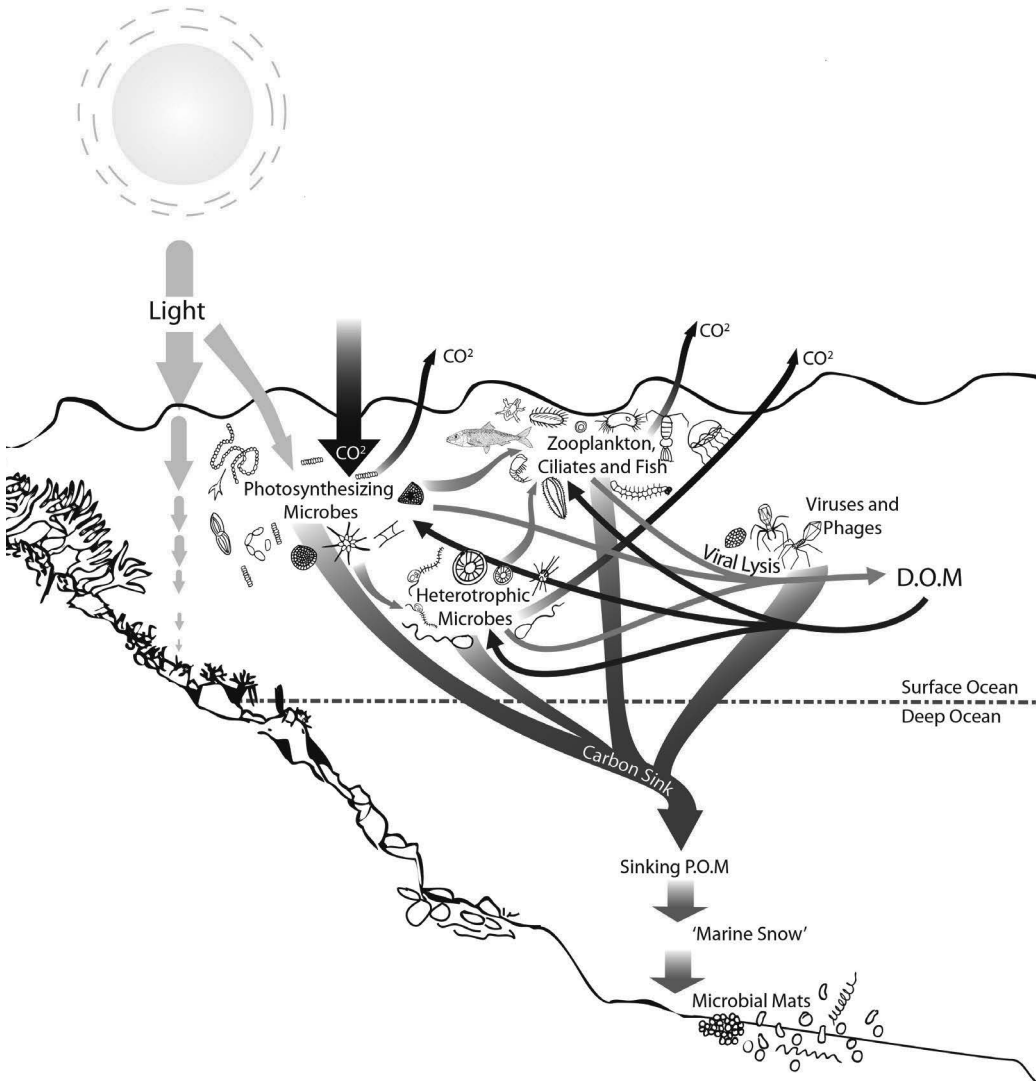 Light
CO²
CO²
CO²
CO²
Zooplankton,
Ciliates and Fish
Photosynthesizing
Microbes
Viruses and
Phages
Viral Lysis
D.O.M
Heterotrophic
Microbes
Surface Ocean
Deep Ocean
Carbon Sink
Sinking P.O.M
‘Marine Snow’
Microbial Mats